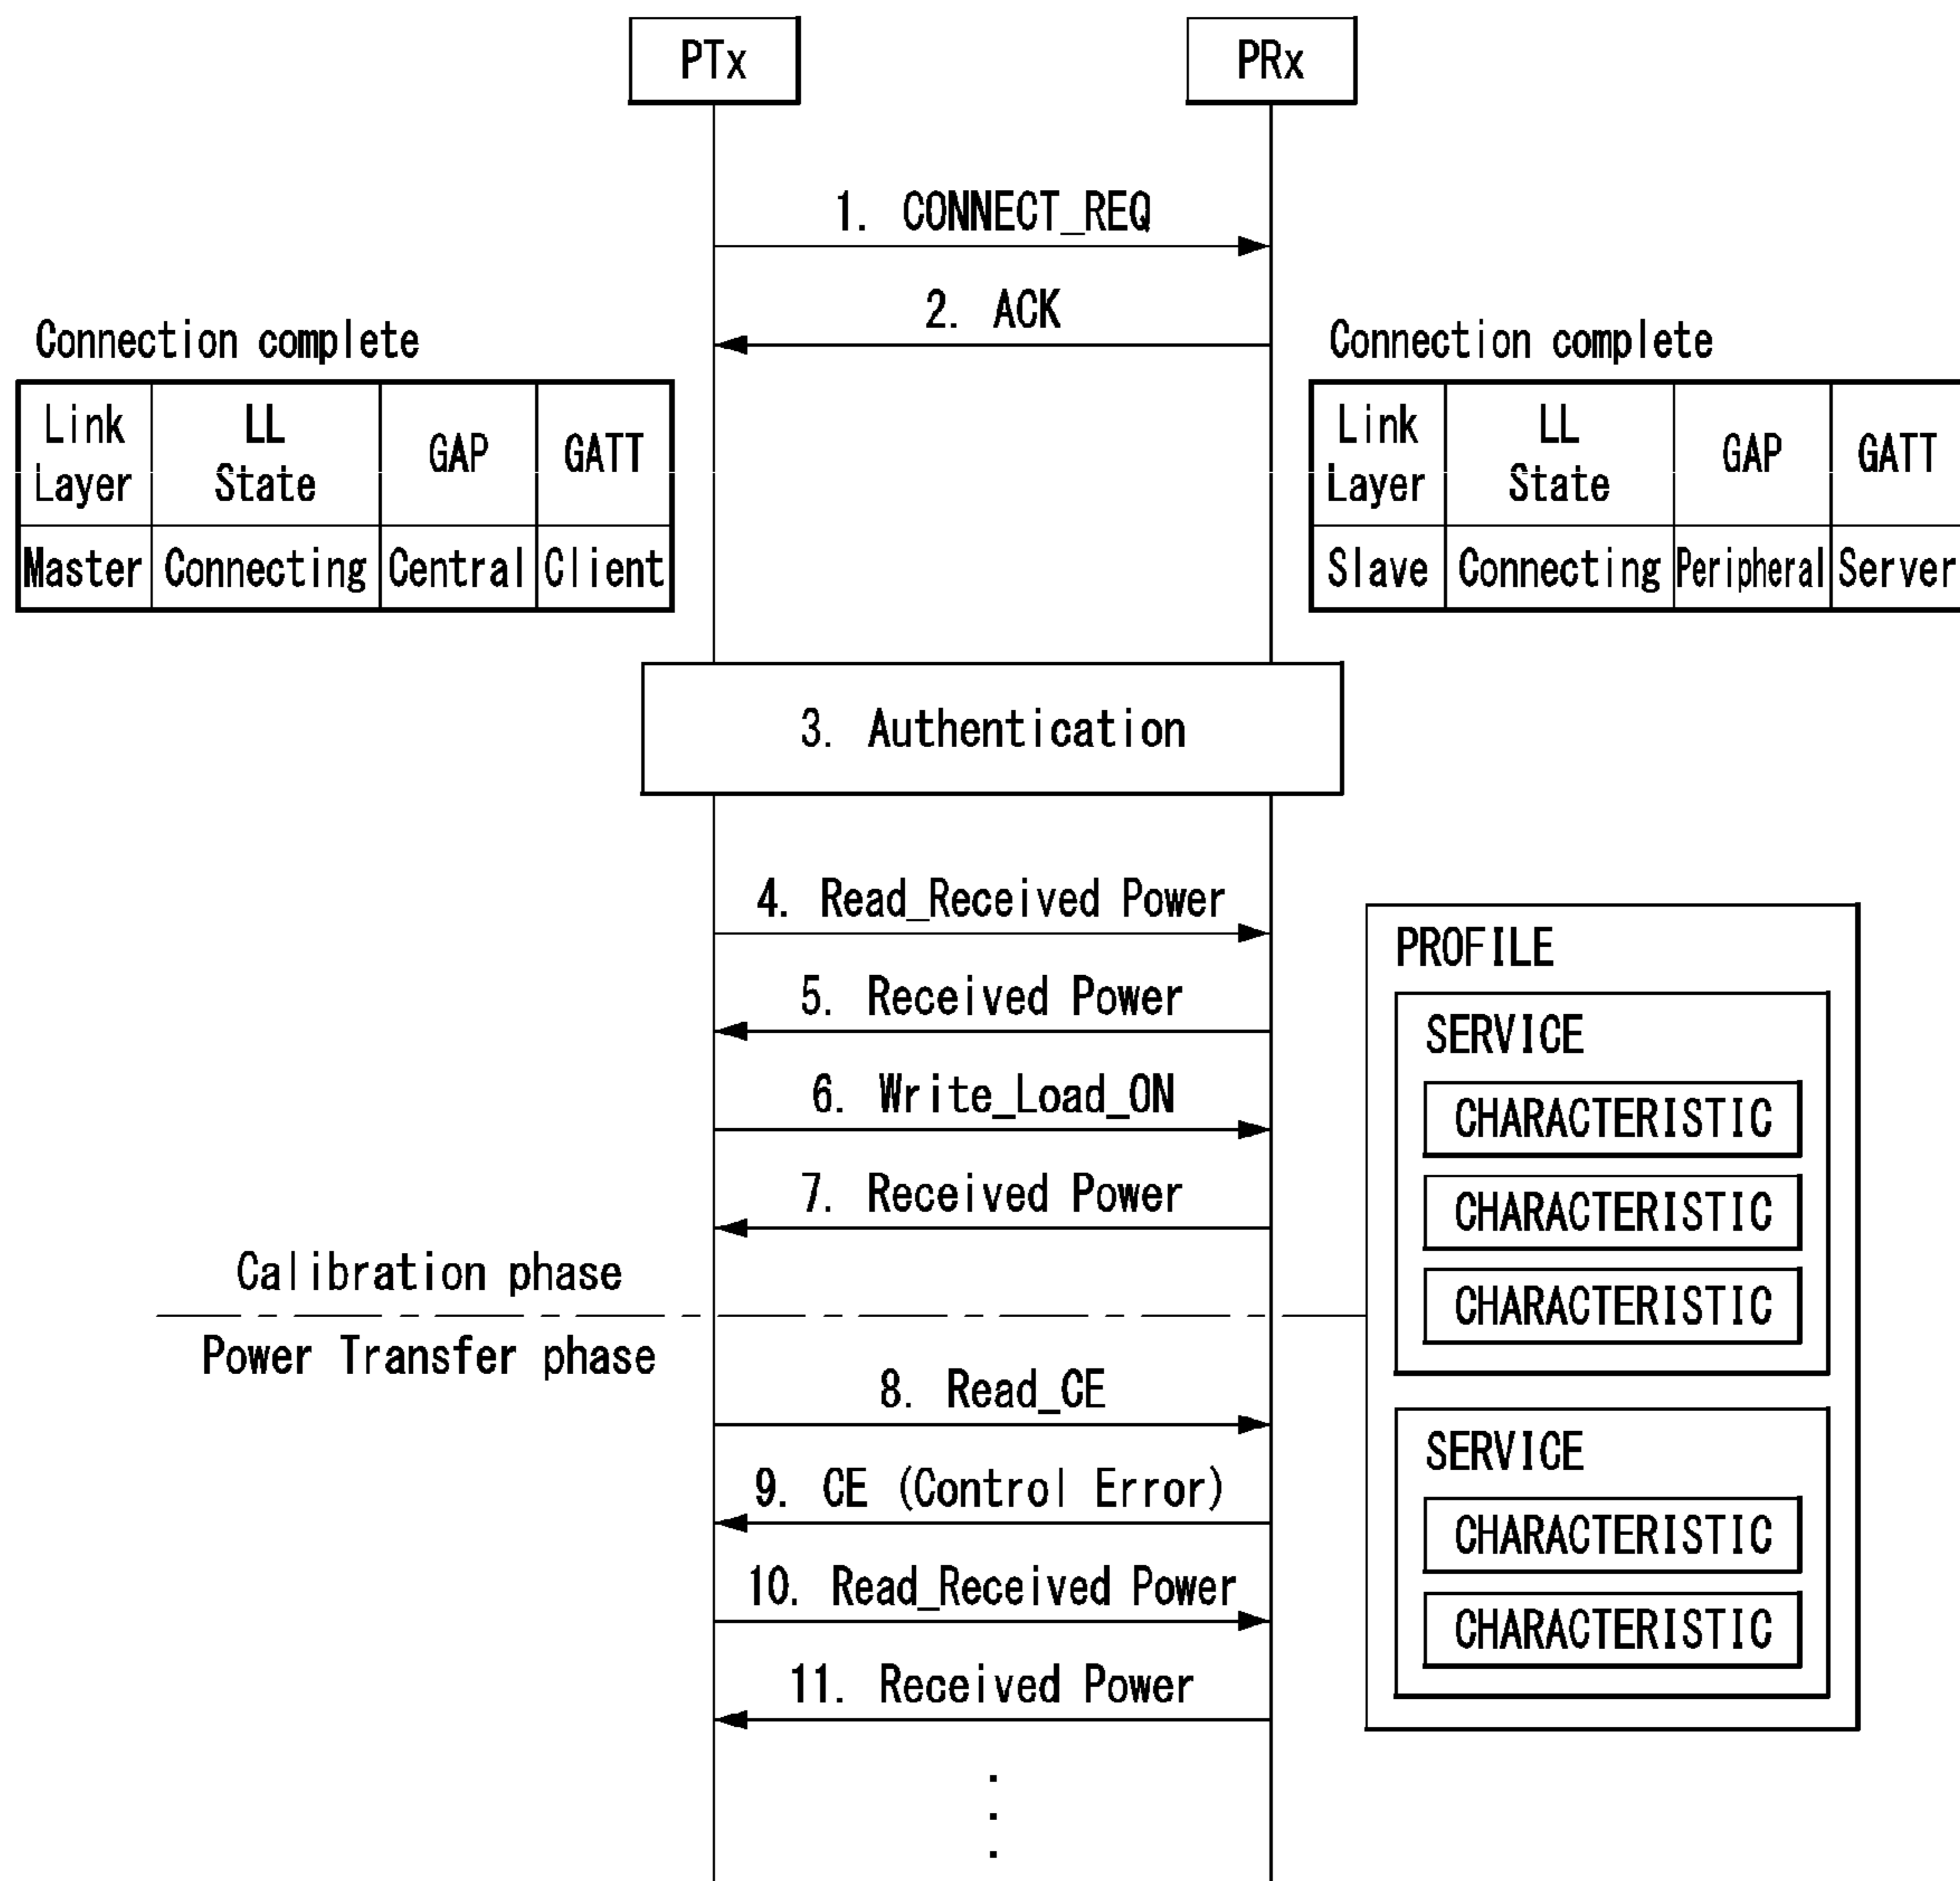 PTx
PRx
1. CONNECT_REQ
2. ACK
Connection complete
Link Layer
LL State
GAP
GATT
Master
Connecting
Central
Client
Connection complete
Link Layer
LL State
GAP
GATT
Slave
Connecting
Peripheral
Server
3. Authentication
4. Read_Received Power
5. Received Power
6. Write_Load_ON
7. Received Power
Calibration phase
Power Transfer phase
8. Read_CE
9. CE (Control Error)
10. Read_Received Power
11. Received Power
PROFILE
SERVICE
CHARACTERISTIC
CHARACTERISTIC
CHARACTERISTIC
SERVICE
CHARACTERISTIC
CHARACTERISTIC